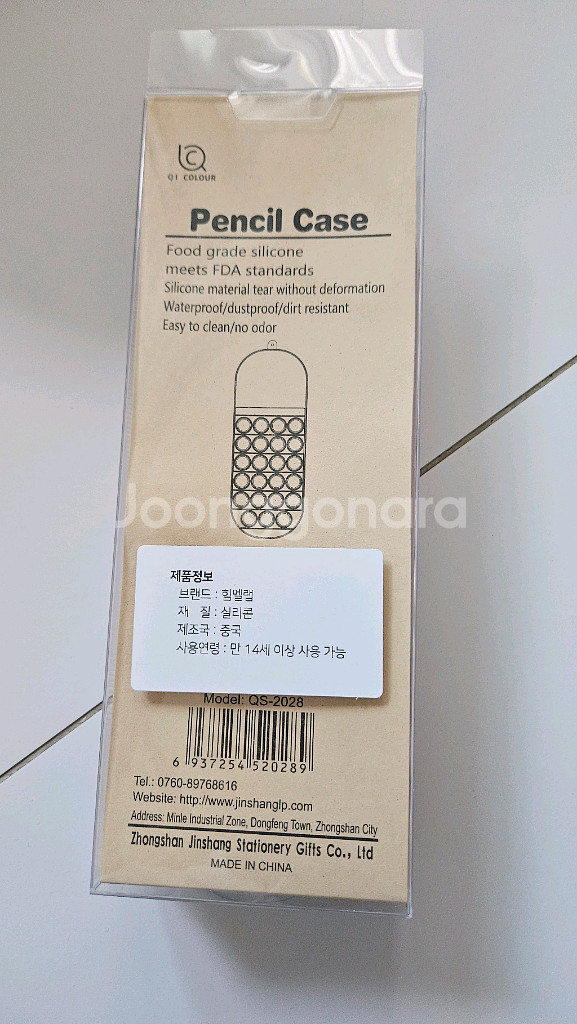 Q1 COLOUR
Pencil Case
Food grade silicone
meets FDA standards
Silicone material tear without deformation
Waterproof/dustproof/dirt resistant
Easy to clean/no odor
Joonggonara
제품정보
브랜드 : 힘멜럽
재 질 : 실리콘
제조국 : 중국
사용연령 : 만 14세 이상 사용 가능
Model: QS-2028
6 937254 520289
Tel.: 0760-89768616
Website: http://www.jinshanglp.com
Address: Minle Industrial Zone, Dongfeng Town, Zhongshan City
Zhongshan Jinshang Stationery Gifts Co., Ltd
MADE IN CHINA